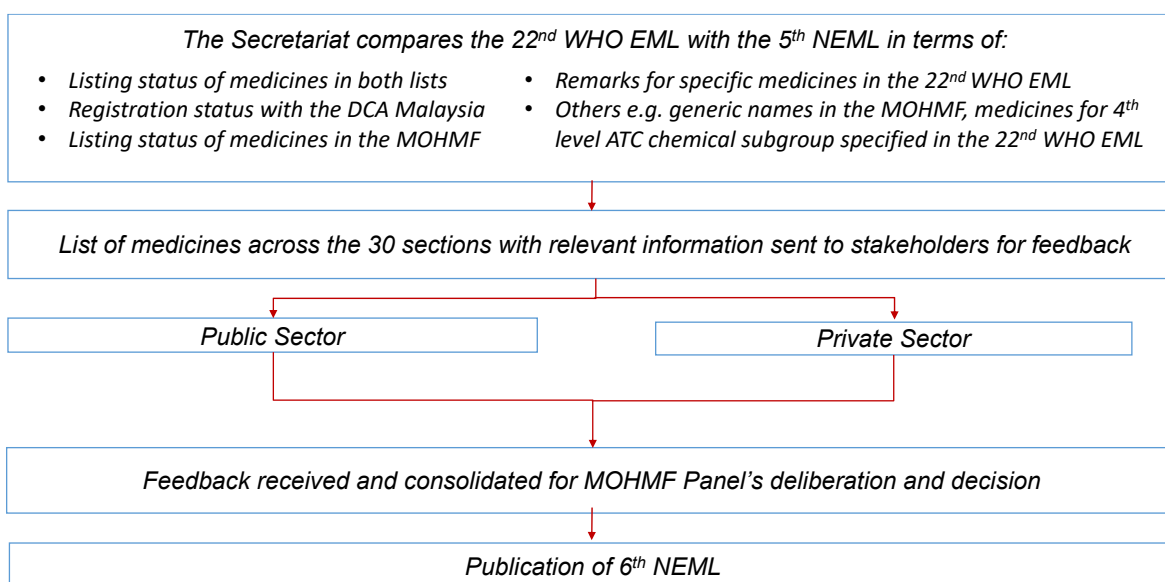 The Secretariat compares the 22nd WHO EML with the 5th NEML in terms of:
• Listing status of medicines in both lists
• Registration status with the DCA Malaysia
• Listing status of medicines in the MOHMF
• Remarks for specific medicines in the 22nd WHO EML
• Others e.g. generic names in the MOHMF, medicines for 4th
level ATC chemical subgroup specified in the 22nd WHO EML
List of medicines across the 30 sections with relevant information sent to stakeholders for feedback
Public Sector
Private Sector
Feedback received and consolidated for MOHMF Panel's deliberation and decision
Publication of 6th NEML